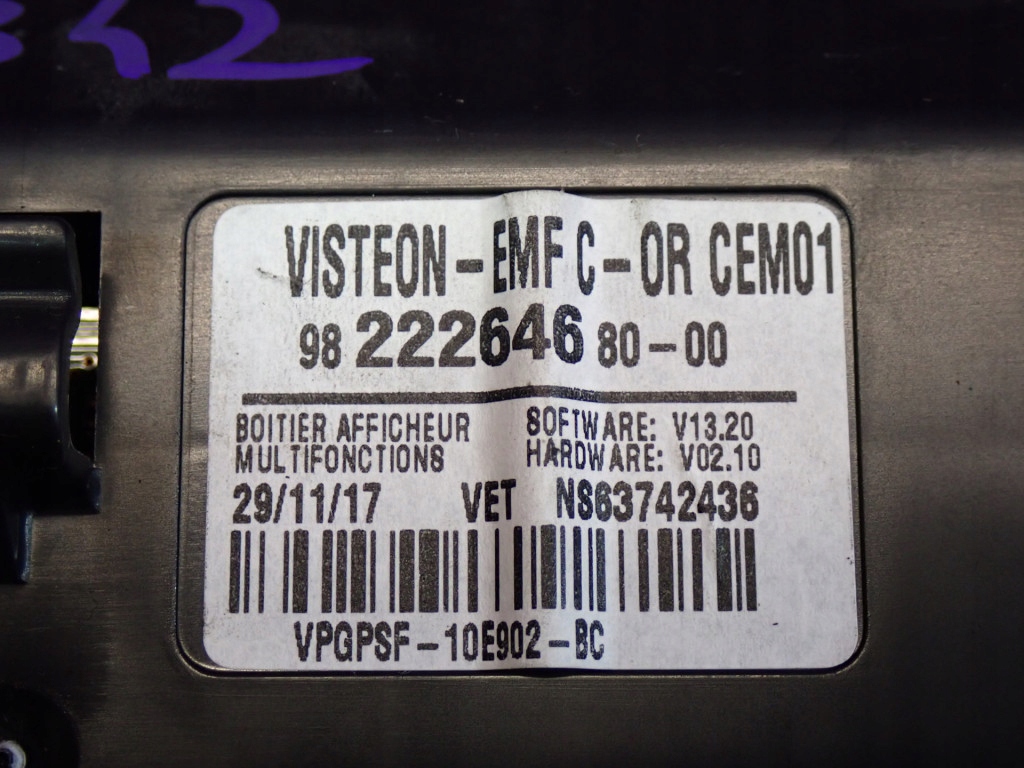 VISTEON-EMF C-OR CEM01
98 222646 80-00
BOITIER AFFICHEUR
MULTIFONCTIONS
SOFTWARE: V13.20
HARDWARE: V02.10
29/11/17 VET NS63742436
VPGPSF-10E902-BC